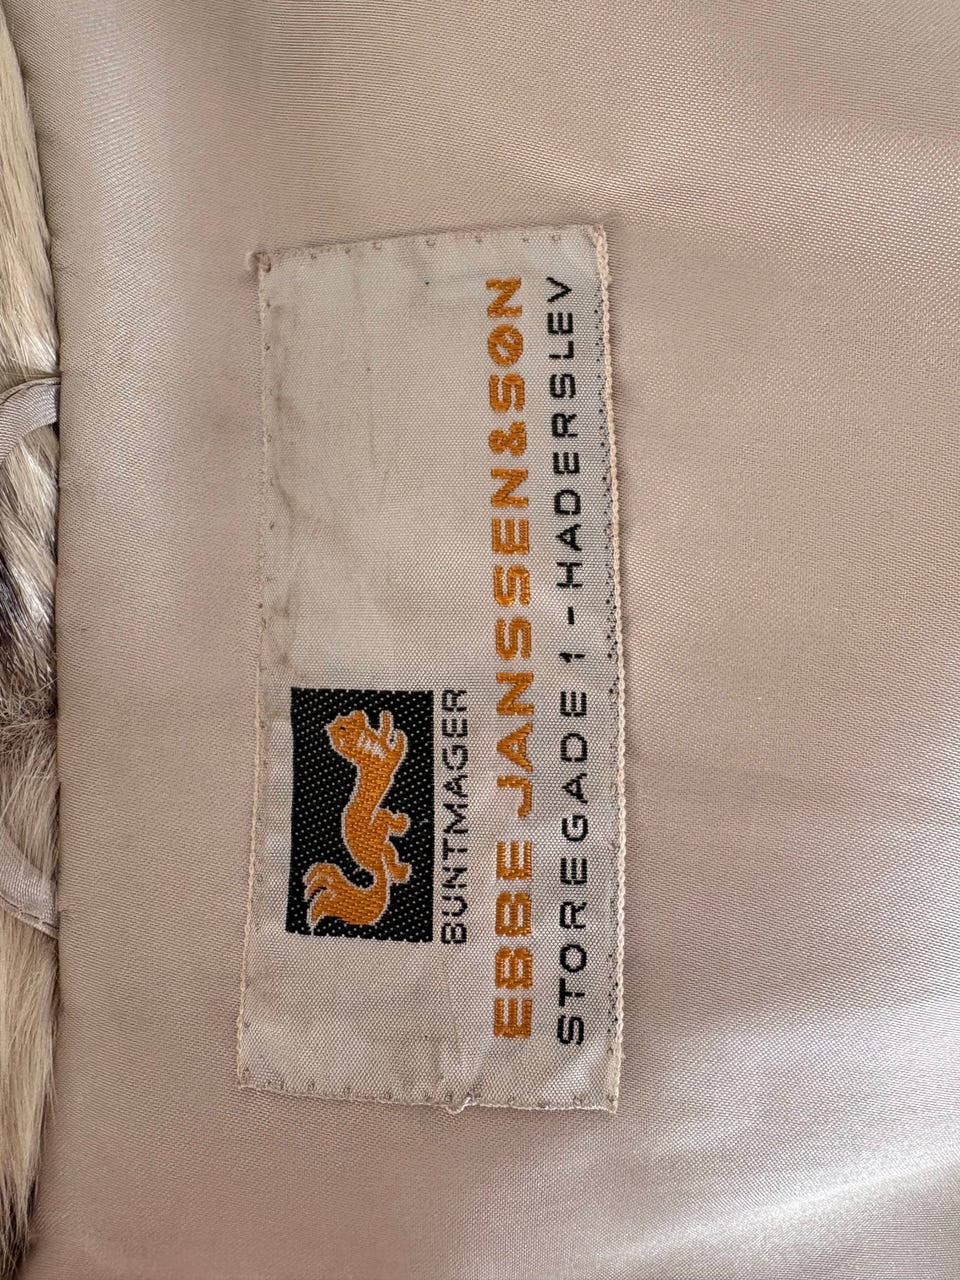 BUNTMAGER
EBBE JANSSEN & SØN
STOREGADE 1 - HADERSLEV